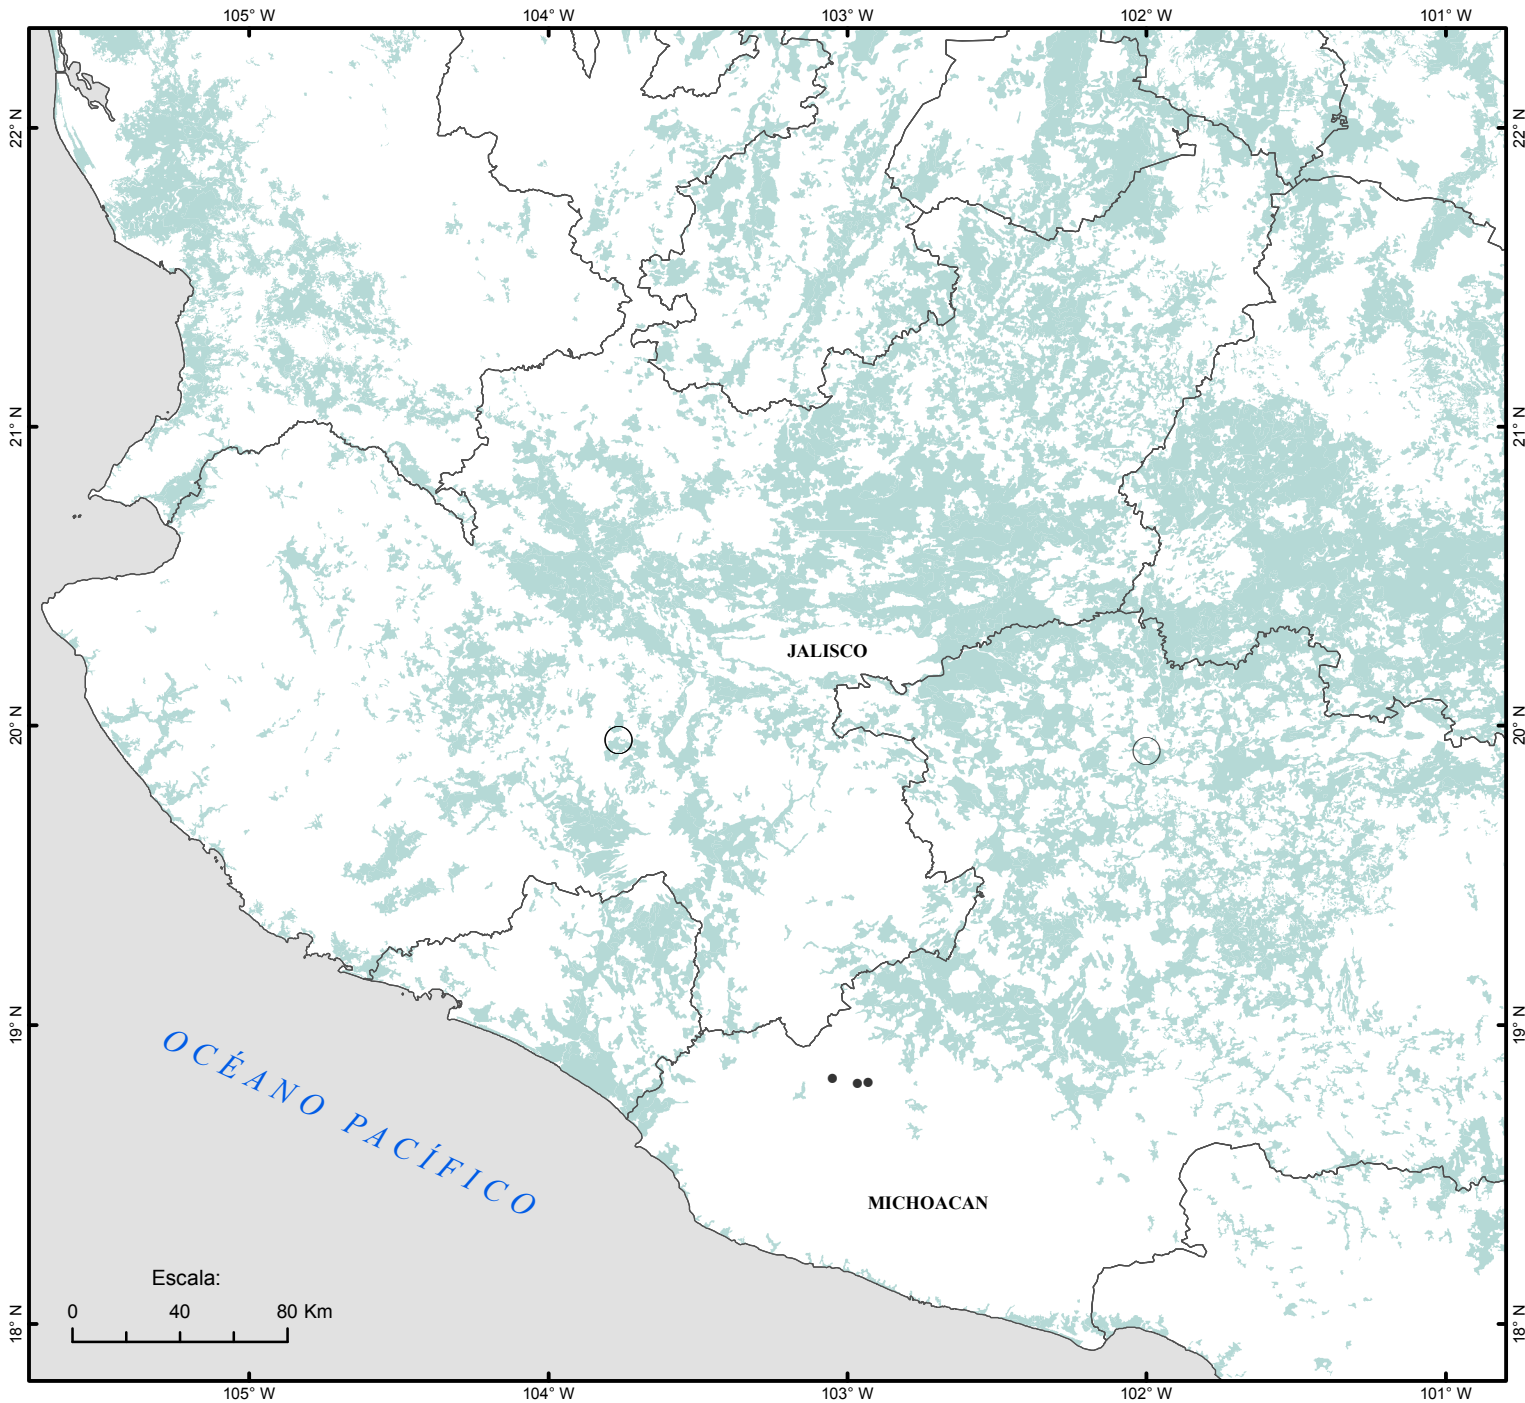 105° W 104° W 103° W 102° W 101° W
22° N 22° N
21° N 21° N
JALISCO
20° N 20° N
19° N 19° N
OCÉANO PACÍFICO
MICHOACAN
Escala:
0 40 80 Km
18° N 18° N
105° W 104° W 103° W 102° W 101° W